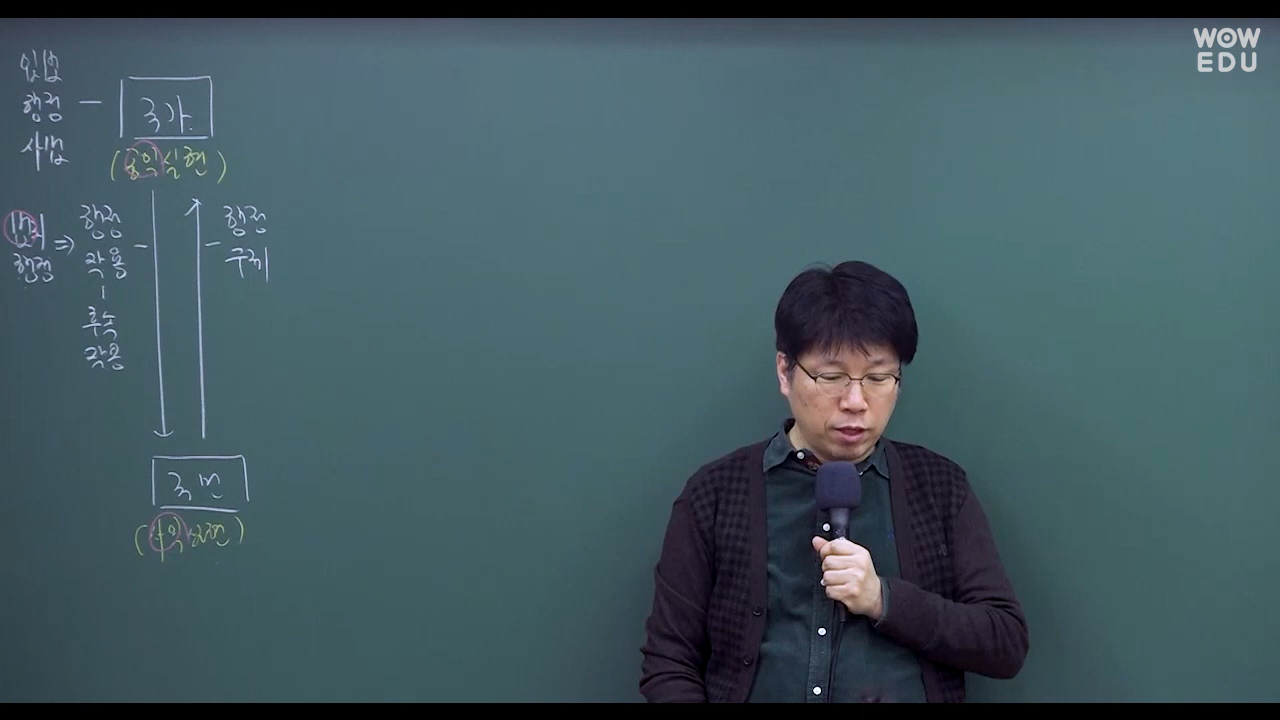 입법
행정 -
사법
국가
(공익실현)
법치
행정
⇒
행정
작용
후속
작용
행정
구제
국민
(사익실현)
WOW
EDU